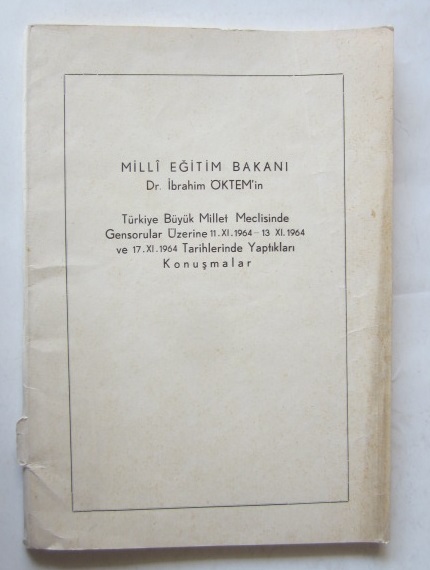 MİLLÎ EĞİTİM BAKANI
Dr. İbrahim ÖKTEM'in
Türkiye Büyük Millet Meclisinde
Gensorular Üzerine 11.XI.1964 - 13 XI.1964
ve 17.XI.1964 Tarihlerinde Yaptıkları
Konuşmalar